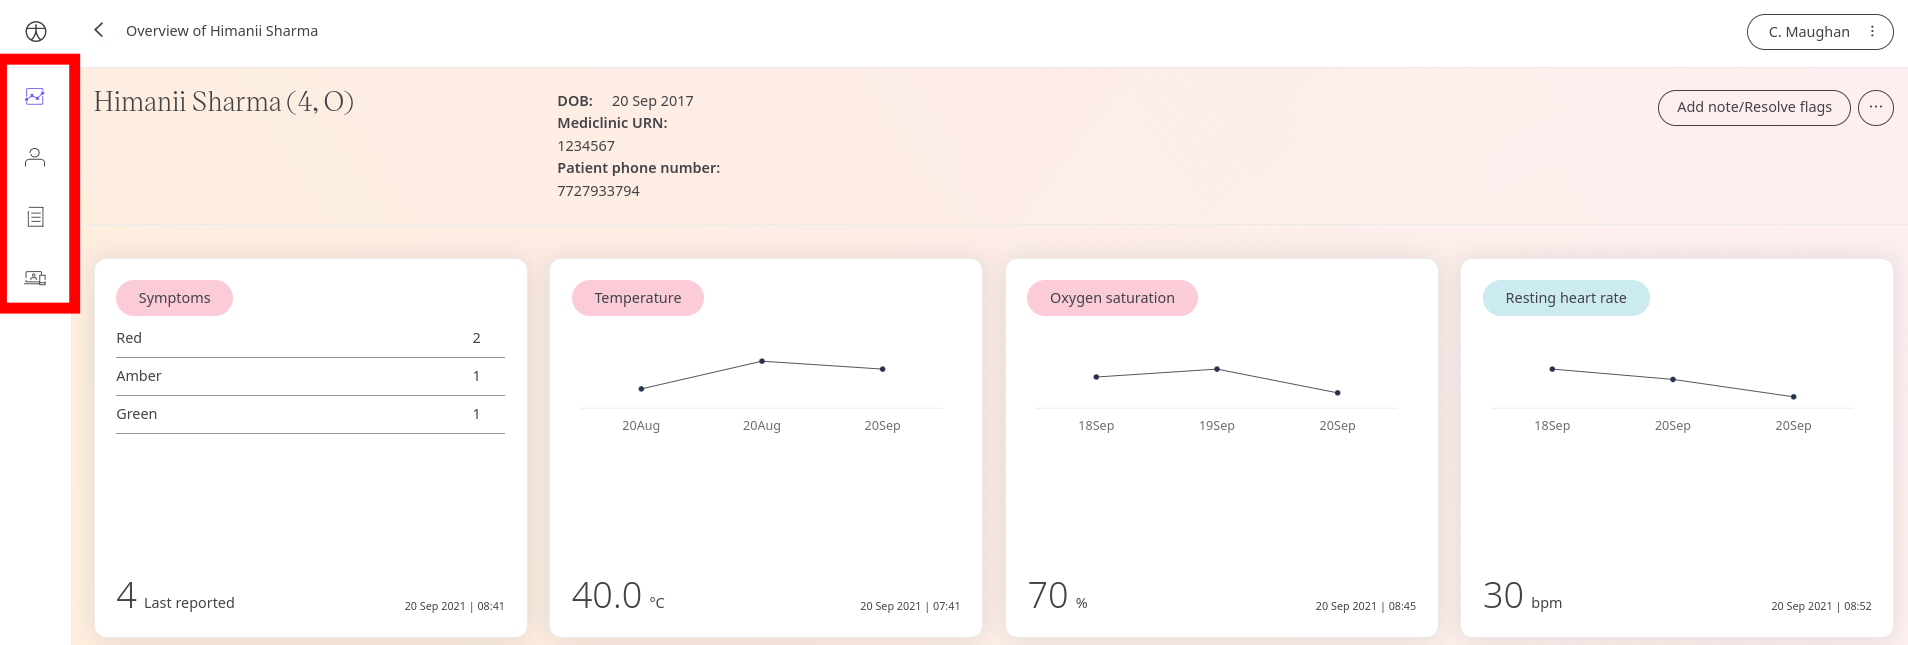 Overview of Himanii Sharma
C. Maughan
Himanii Sharma (4, O)
DOB: 20 Sep 2017
Mediclinic URN:
1234567
Patient phone number:
7727933794
Add note/Resolve flags
Symptoms
Red 2
Amber 1
Green 1
4 Last reported
20 Sep 2021 | 08:41
Temperature
20Aug 20Aug 20Sep
40.0 °C
20 Sep 2021 | 07:41
Oxygen saturation
18Sep 19Sep 20Sep
70 %
20 Sep 2021 | 08:45
Resting heart rate
18Sep 20Sep 20Sep
30 bpm
20 Sep 2021 | 08:52